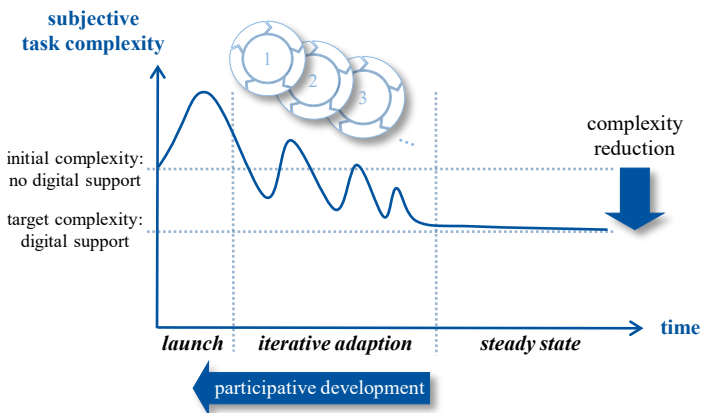 subjective
task complexity
1
2
3
...
complexity
reduction
initial complexity:
no digital support
target complexity:
digital support
time
launch
iterative adaption
steady state
participative development